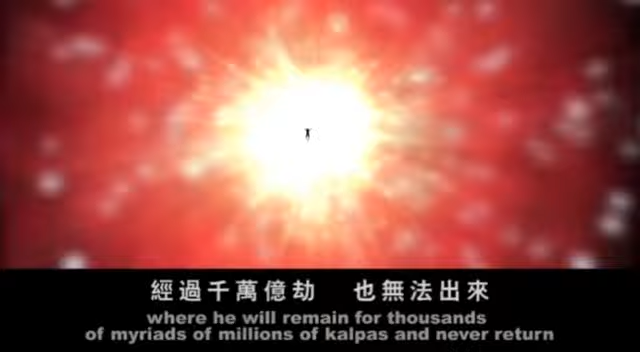 經過千萬億劫 也無法出來
where he will remain for thousands
of myriads of millions of kalpas and never return